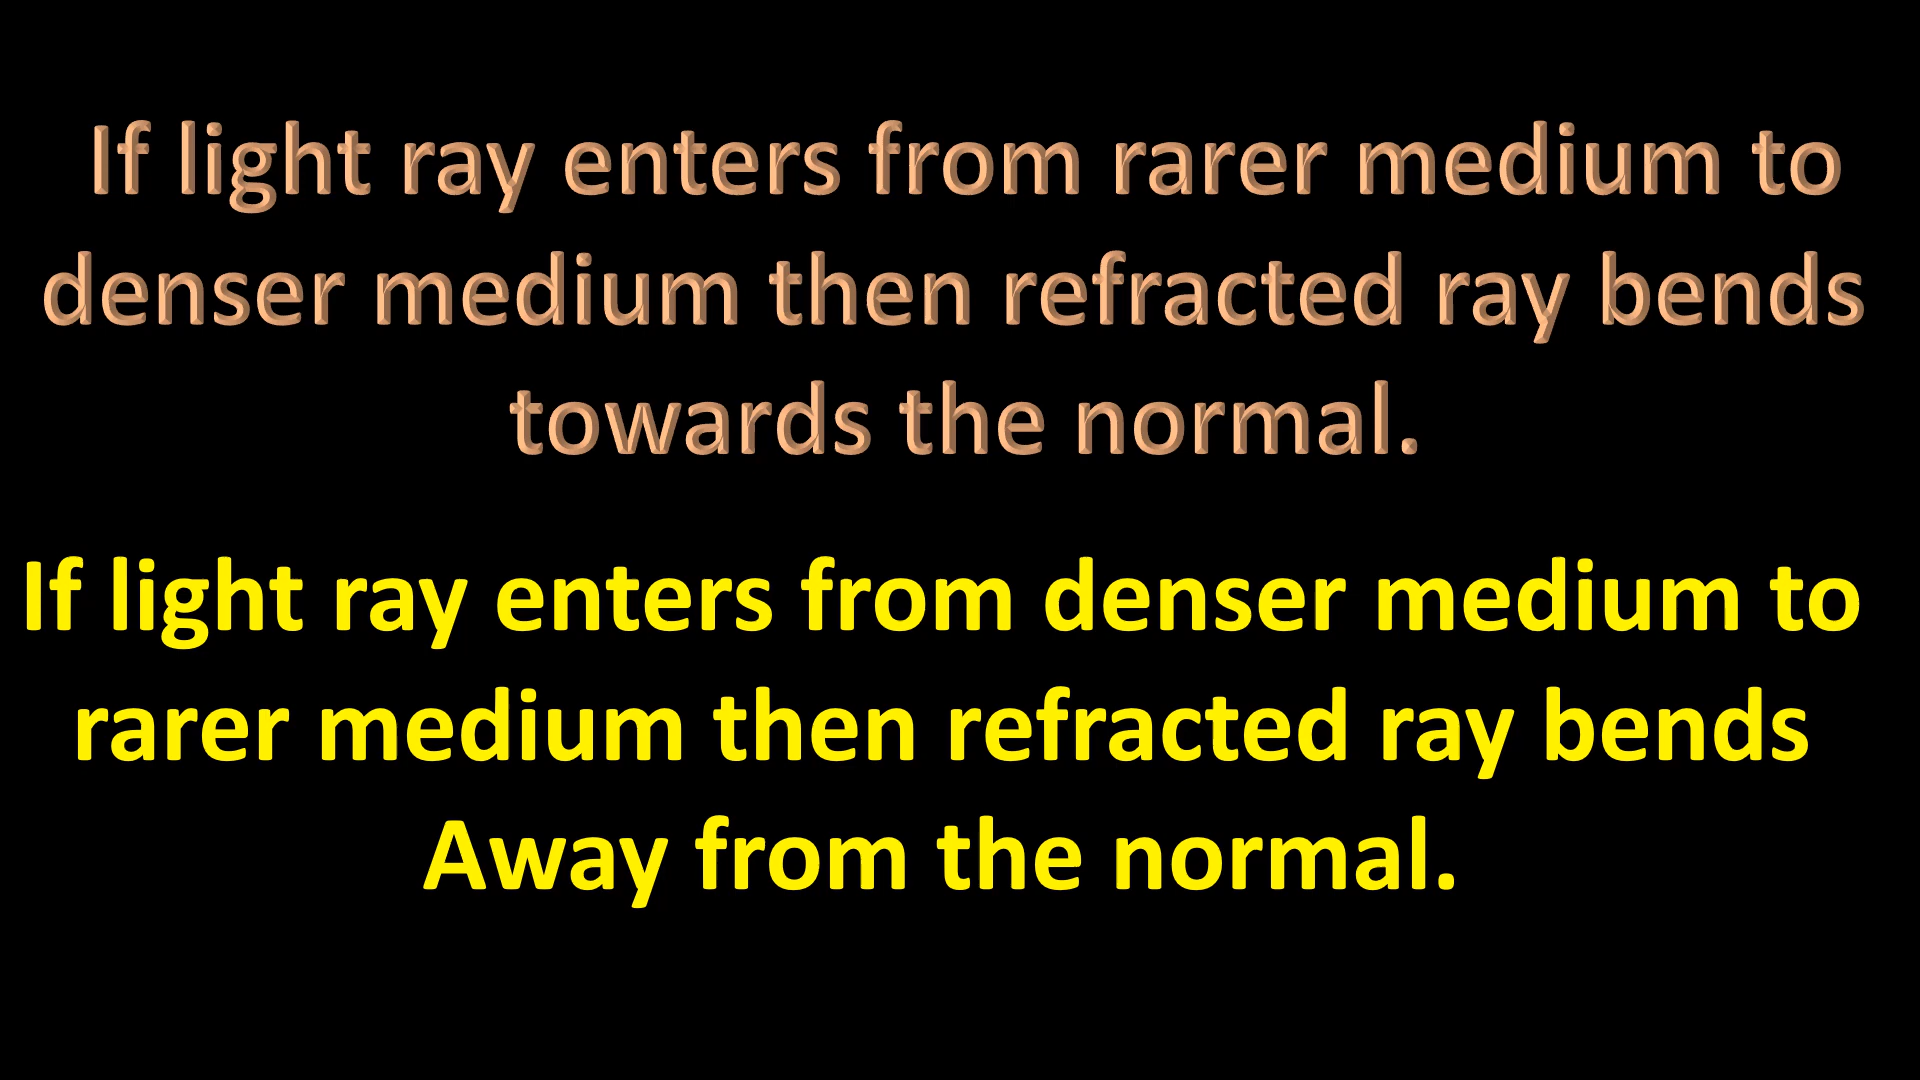 If light ray enters from rarer medium to
denser medium then refracted ray bends
towards the normal.
If light ray enters from denser medium to
rarer medium then refracted ray bends
Away from the normal.